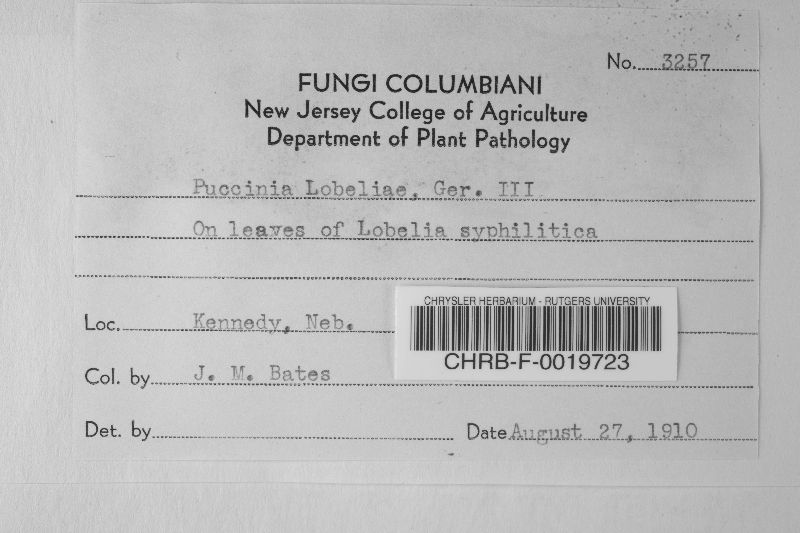 No. 3257
FUNGI COLUMBIANI
New Jersey College of Agriculture
Department of Plant Pathology
Puccinia Lobeliae, Ger. III
On leaves of Lobelia syphilitica
CHRYSLER HERBARIUM - RUTGERS UNIVERSITY
Loc. Kennedy, Neb.
CHRB-F-0019723
Col. by J. M. Bates
Det. by
Date August 27, 1910